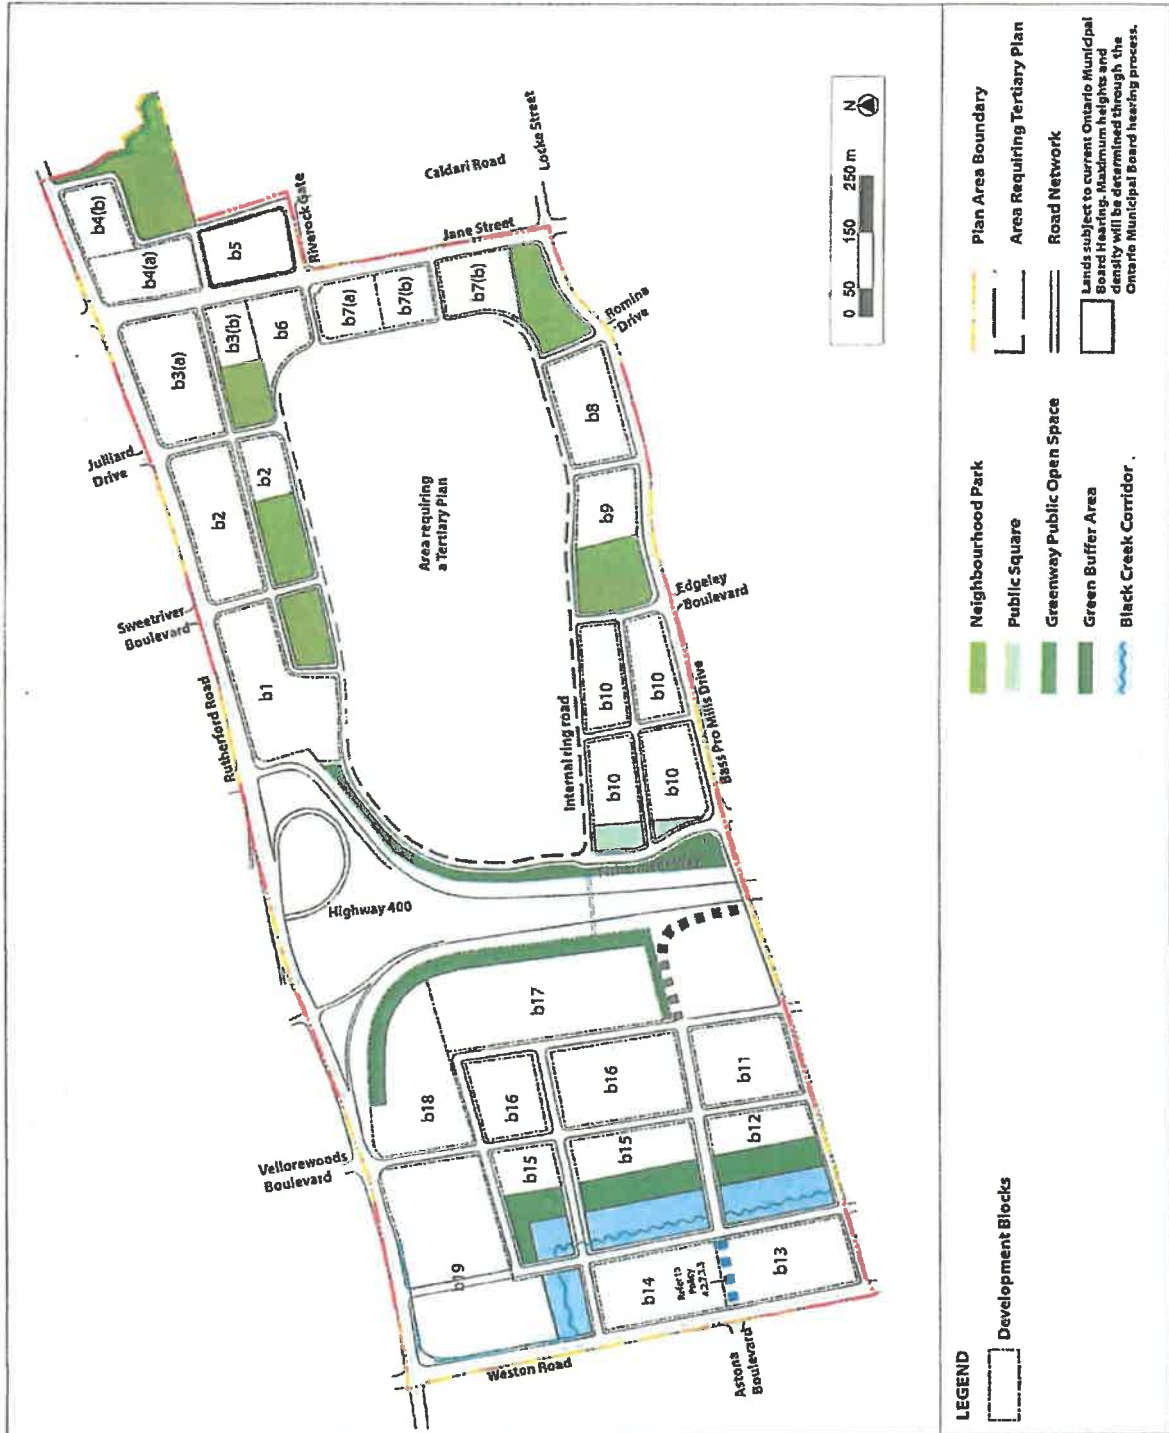 b4(b)
b4(a)
b5
Riverock Gate
Caldari Road
Locke Street
Jane Street
b3(a)
b3(b)
b6
b7(a)
b7(b)
b7(b)
Romina
Drive
Julliard
Drive
b2
b2
b8
b9
Area requiring
a Tertiary Plan
Sweetriver
Boulevard
Edgeley
Boulevard
Rutherford Road
b1
Internal ring road
b10
b10
b10
b10
Bass Pro Mills Drive
Highway 400
b17
b18
b16
b16
b11
Vellorewoods
Boulevard
b15
b15
b12
b19
b14
Refer to
Policy
b13
Weston Road
Astona
Boulevard
0 50 150 250 m
N
LEGEND
Development Blocks
Neighbourhood Park
Public Square
Greenway Public Open Space
Green Buffer Area
Black Creek Corridor
Plan Area Boundary
Area Requiring Tertiary Plan
Road Network
Lands subject to current Ontario Municipal
Board Hearing. Maximum heights and
density will be determined through the
Ontario Municipal Board hearing process.